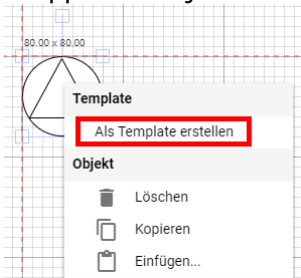 80.00 x 80.00
Template
Als Template erstellen
Objekt
Löschen
Kopieren
Einfügen...